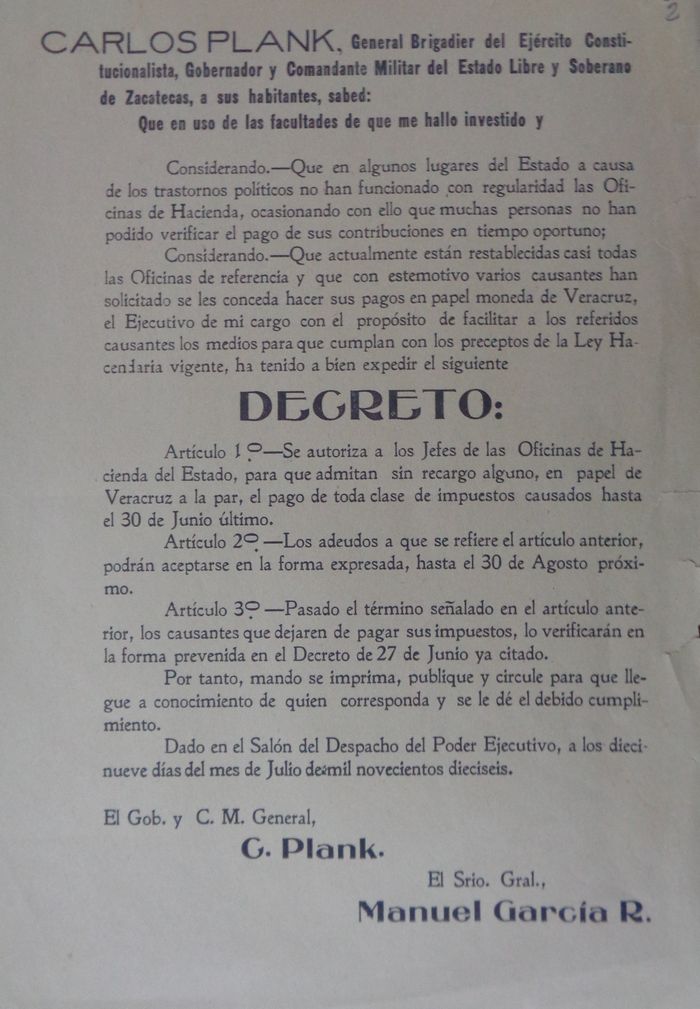 2
CARLOS PLANK, General Brigadier del Ejército Consti-
tucionalista, Gobernador y Comandante Militar del Estado Libre y Soberano
de Zacatecas, a sus habitantes, sabed:
Que en uso de las facultades de que me hallo investido y
Considerando.—Que en algunos lugares del Estado a causa
de los trastornos políticos no han funcionado con regularidad las Ofi-
cinas de Hacienda, ocasionando con ello que muchas personas no han
podido verificar el pago de sus contribuciones en tiempo oportuno;
Considerando.—Que actualmente están restablecidas casi todas
las Oficinas de referencia y que con estemotivo varios causantes han
solicitado se les conceda hacer sus pagos en papel moneda de Veracruz,
el Ejecutivo de mi cargo con el propósito de facilitar a los referidos
causantes los medios para que cumplan con los preceptos de la Ley Ha-
cendaria vigente, ha tenido a bien expedir el siguiente
DECRETO:
Artículo 1º—Se autoriza a los Jefes de las Oficinas de Ha-
cienda del Estado, para que admitan sin recargo alguno, en papel de
Veracruz a la par, el pago de toda clase de impuestos causados hasta
el 30 de Junio último.
Artículo 2º—Los adeudos a que se refiere el artículo anterior,
podrán aceptarse en la forma expresada, hasta el 30 de Agosto próxi-
mo.
Artículo 3º—Pasado el término señalado en el artículo ante-
rior, los causantes que dejaren de pagar sus impuestos, lo verificarán en
la forma prevenida en el Decreto de 27 de Junio ya citado.
Por tanto, mando se imprima, publique y circule para que lle-
gue a conocimiento de quien corresponda y se le dé el debido cumpli-
miento.
Dado en el Salón del Despacho del Poder Ejecutivo, a los dieci-
nueve días del mes de Julio de mil novecientos dieciseis.
El Gob. y C. M. General,
C. Plank.
El Srio. Gral.,
Manuel García R.